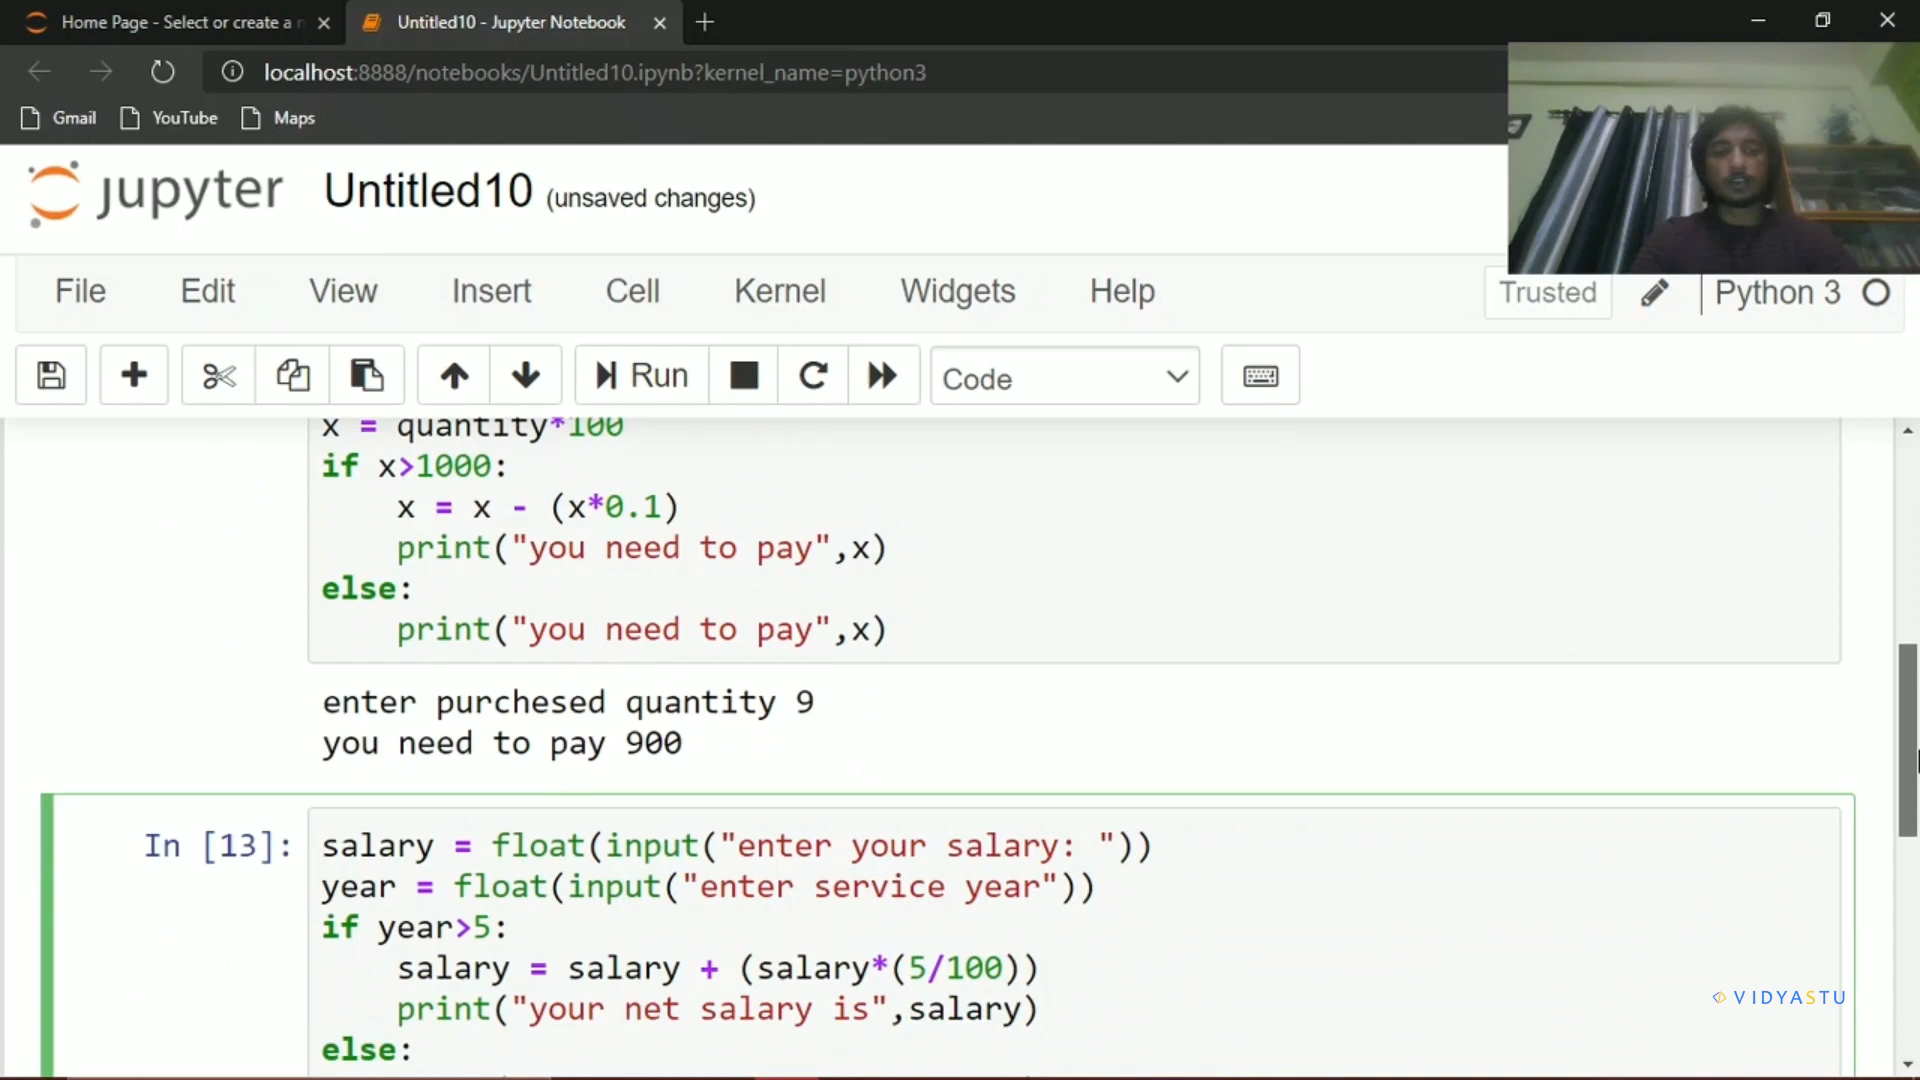 Home Page - Select or create a n
Untitled10 - Jupyter Notebook
localhost:8888/notebooks/Untitled10.ipynb?kernel_name=python3
Gmail YouTube Maps
jupyter Untitled10 (unsaved changes)
File Edit View Insert Cell Kernel Widgets Help Trusted Python 3
Run Code
x = quantity*100
if x>1000:
    x = x - (x*0.1)
    print("you need to pay",x)
else:
    print("you need to pay",x)
enter purchesed quantity 9
you need to pay 900
In [13]: salary = float(input("enter your salary: "))
year = float(input("enter service year"))
if year>5:
    salary = salary + (salary*(5/100))
    print("your net salary is",salary)
else:
VIDYASTU